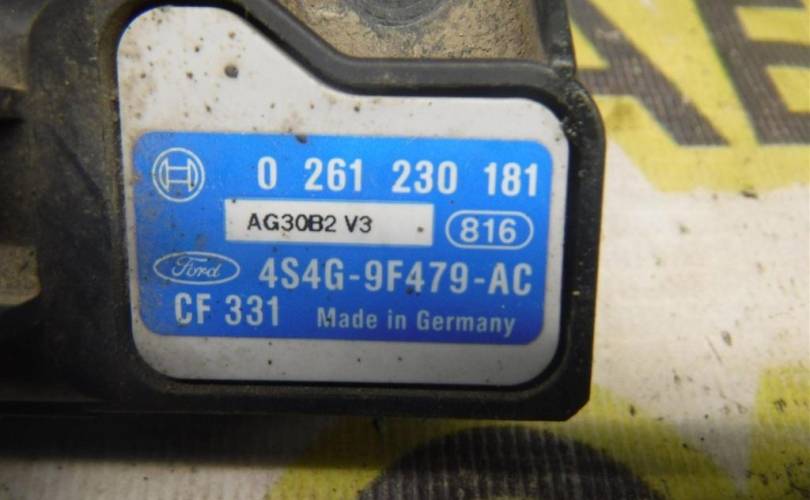 0 261 230 181
AG30B2 V3 816
Ford 4S4G-9F479-AC
CF 331 Made in Germany